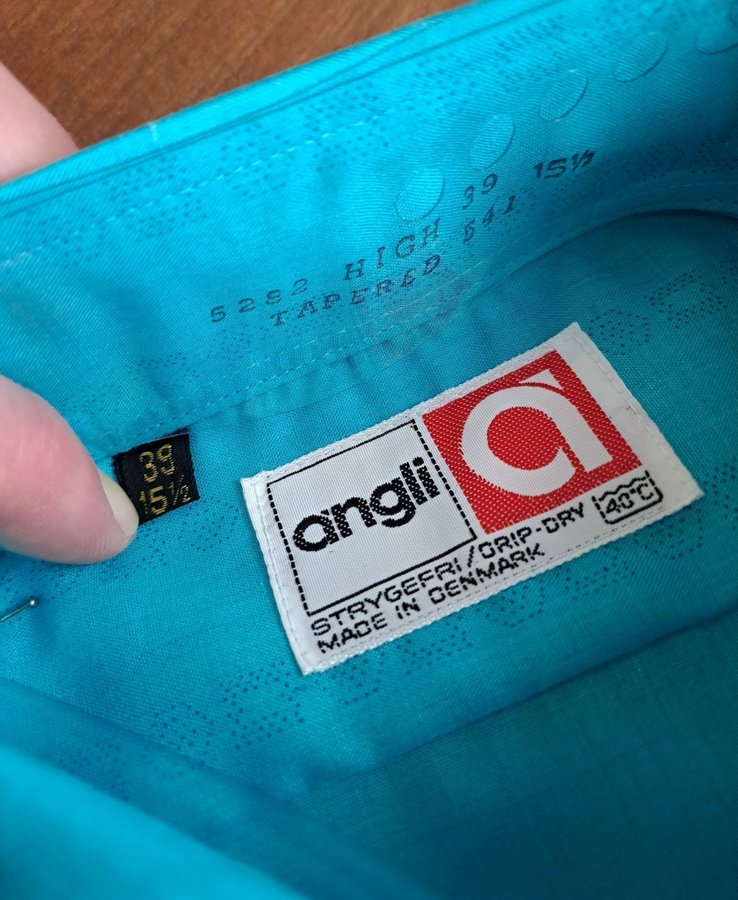 5282 HIGH 39 15½
TAPERED 541
39
15½
angli
a
STRYGEFRI/DRIP-DRY 40°C
MADE IN DENMARK